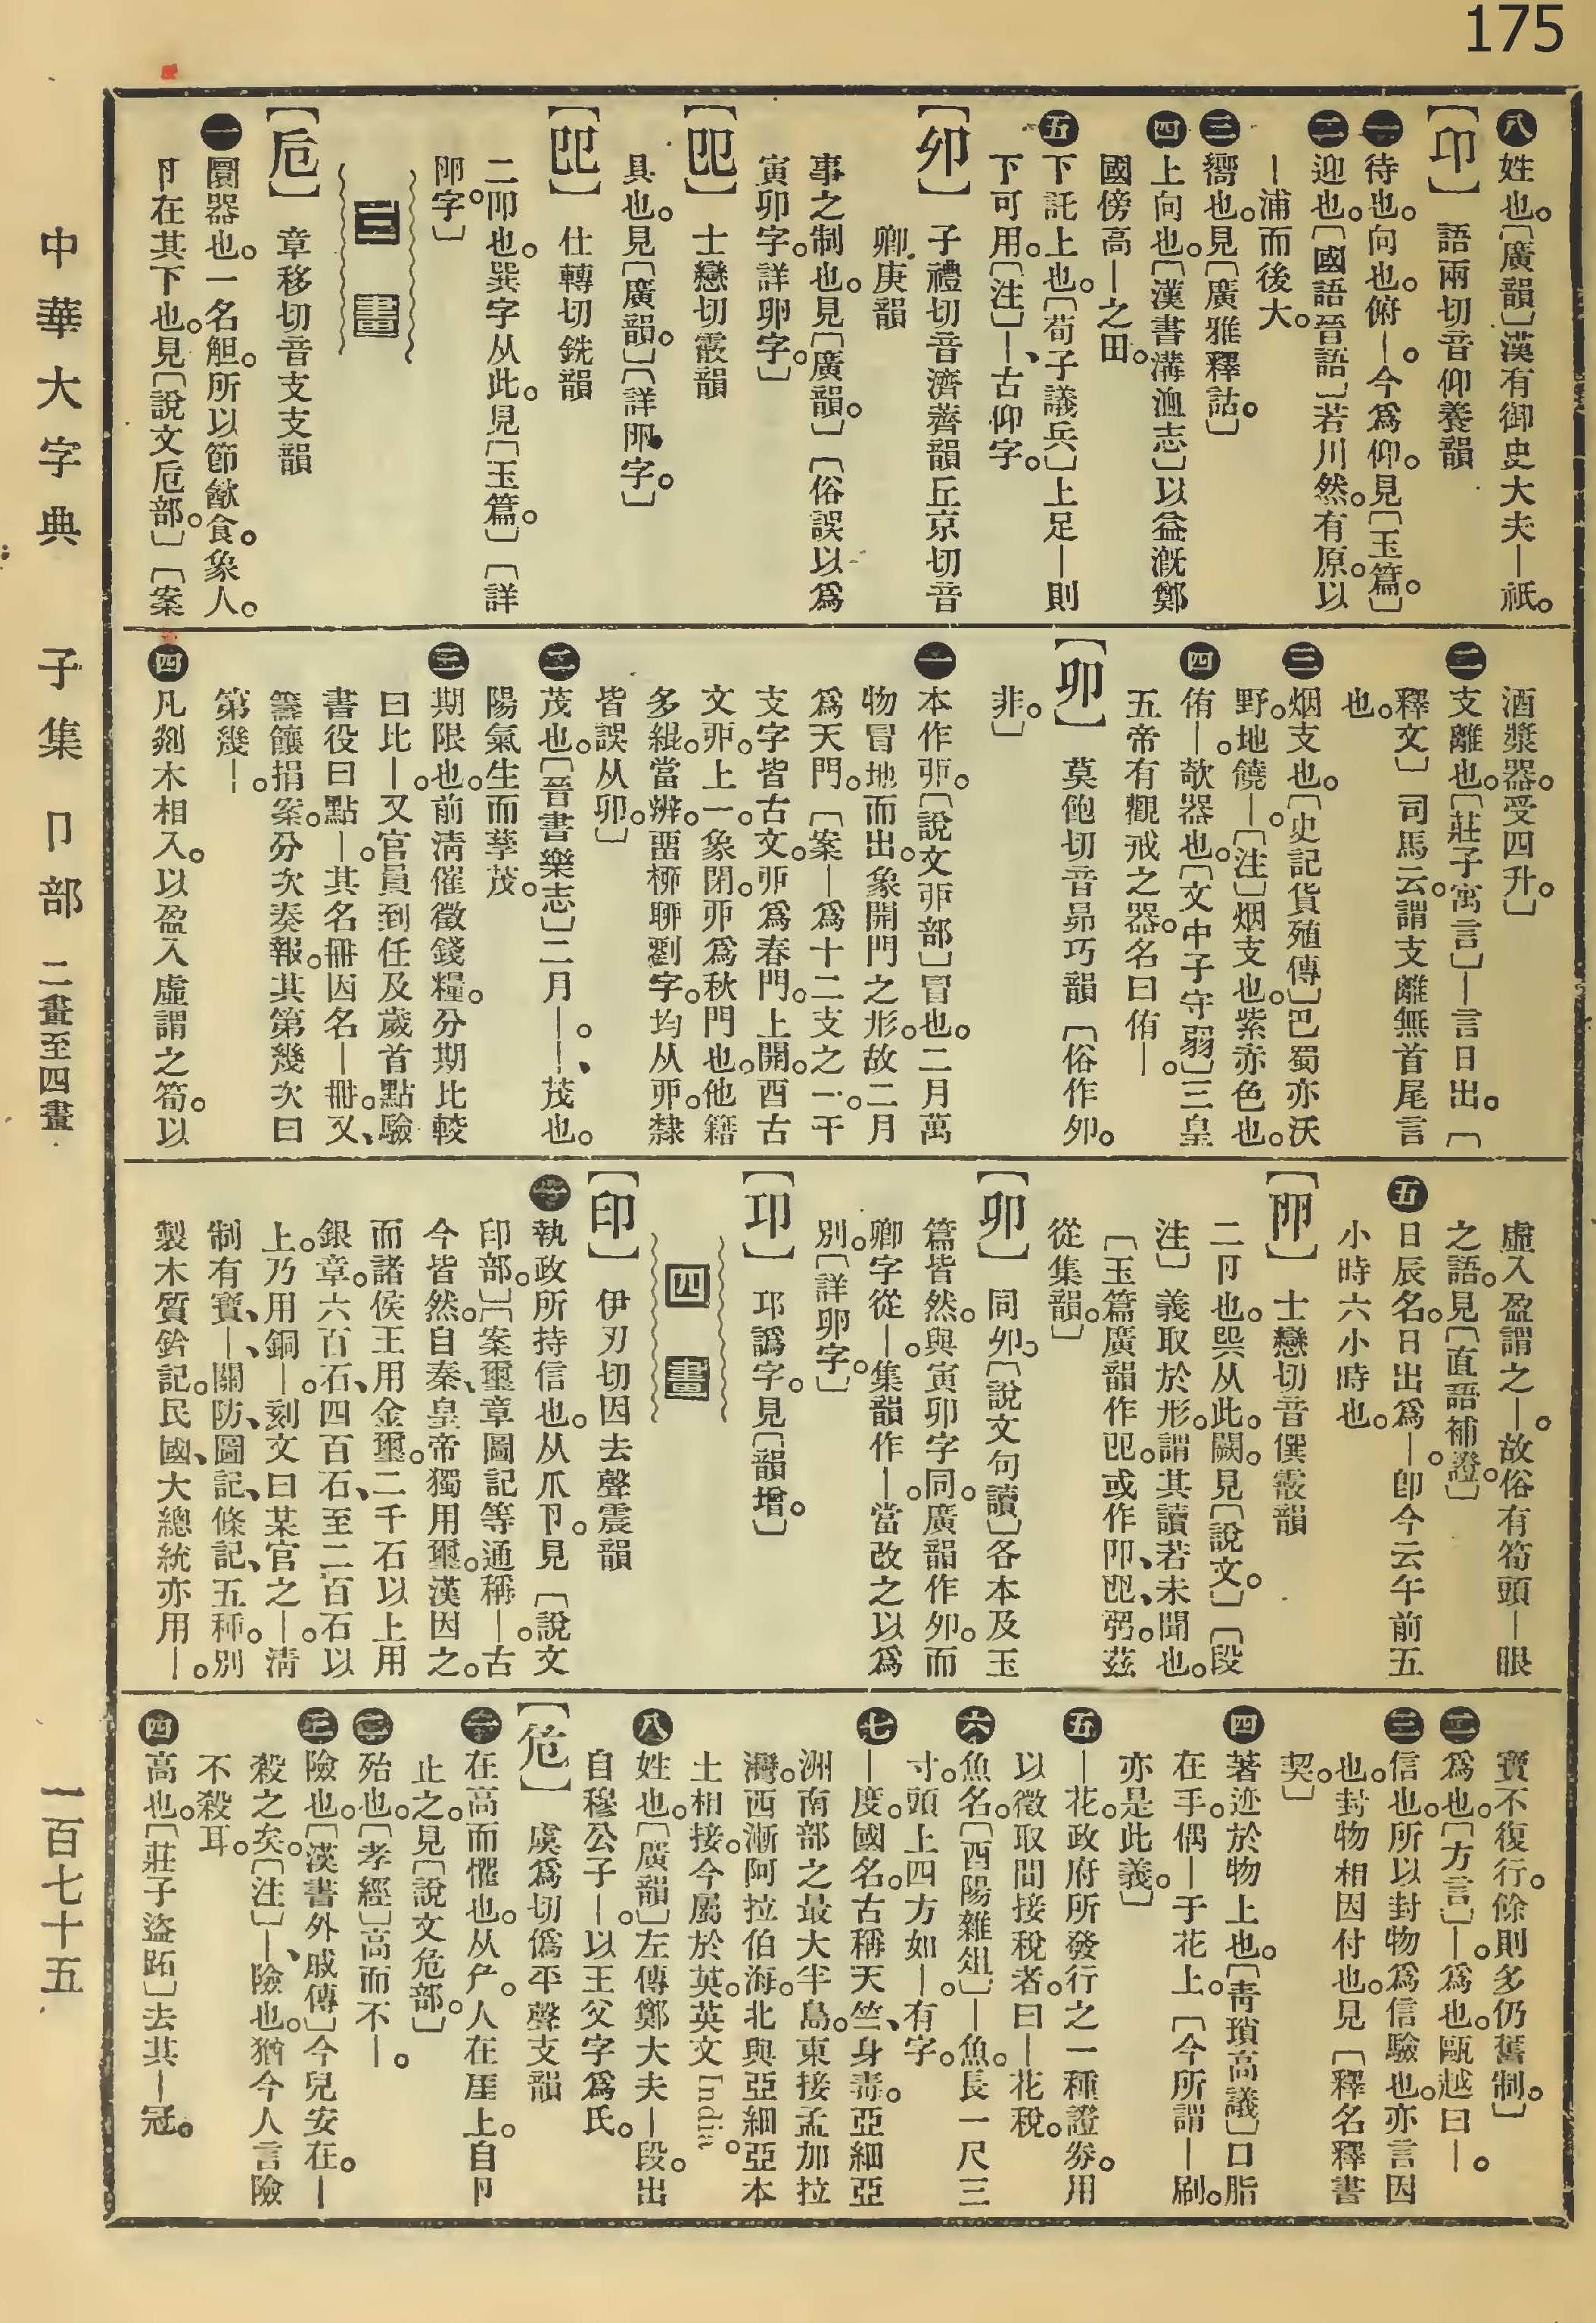 175
八姓也。〔廣韻〕漢有御史大夫—祇。
〔卬〕語兩切音仰養韻
一待也。向也。俯—。今爲仰。見〔玉篇。〕
二迎也。〔國語晉語〕若川然。有原。以
—浦而後大。
三嚮也。見〔廣雅釋詁。〕
四上向也。〔漢書溝洫志〕以益溉鄭
國傍高—之田。
五下託上也。〔荀子議兵〕上足—則
下可用。〔注〕—、古仰字。
〔夘〕子禮切音濟薺韻丘京切音
卿庚韻
事之制也。見〔廣韻。〕〔俗誤以爲
寅卯字。詳卵字。〕
〔㔺〕士戀切霰韻
具也。見〔廣韻。〕〔詳卯字。〕
〔㔺〕仕轉切銑韻
二卩也。巽字从此。見〔玉篇。〕〔詳
卯字。〕
三畫
〔卮〕章移切音支支韻
一圜器也。一名觛。所以節飮食。象人。
卪在其下也。見〔說文卮部。〕〔案
酒漿器。受四升。〕
二支離也。〔莊子寓言〕—言日出。〔
釋文〕司馬云。謂支離無首尾言
也。
三烟支也。〔史記貨殖傳〕巴蜀亦沃
野。地饒—。〔注〕烟支也。紫赤色也。
四侑—。欹器也。〔文中子守弱〕三皇
五帝有觀戒之器。名曰侑—。
〔卯〕莫飽切音昴巧韻〔俗作夘。
非。〕
一本作丣。〔說文丣部〕冒也。二月萬
物冒地而出。象開門之形。故二月
爲天門。〔案—爲十二支之一。干
支字皆古文。丣爲春門。上開。酉古
文丣。上一。象閉。丣爲秋門也。他籍
多緄。當辨。畱桺聊劉字。均从丣。隸
皆誤从卯。〕
二茂也。〔晉書樂志〕二月—。—、茂也。
陽氣生而孳茂。
三期限也。前淸催徵錢糧。分期比較
曰比—。又官員到任及歲首點驗
書役曰點—。其名冊因名—冊。又、
籌饟捐案。分次奏報。其第幾次曰
第幾—。
四凡剡木相入。以盈入虛謂之筍。以
虛入盈謂之—。故俗有筍頭—眼
之語。見〔直語補證。〕
五日辰名。日出爲—。卽今云午前五
小時六小時也。
〔𠨎〕士戀切音僎霰韻
二卪也。巺从此。闕。見〔說文。〕〔段
注〕義取於形。謂其讀若未聞也。
〔玉篇廣韻作㔺。或作卩、㔺、弜。茲
從集韻。〕
〔卯〕同夘。〔說文句讀〕各本及玉
篇皆然。與寅卯字同。廣韻作夘。而
卿字從—。集韻作—。當改之以爲
別。〔詳卵字。〕
〔邛〕邛譌字。見〔韻增。〕
四畫
〔印〕伊刃切因去聲震韻
一執政所持信也。从爪卪。見〔說文
印部。〕〔案璽章圖記等通稱—。古
今皆然。自秦、皇帝獨用璽。漢因之。
而諸侯王用金璽。二千石以上用
銀章。六百石、四百石、至二百石以
上。乃用銅—。刻文曰某官之—。淸
制有寶、—、關防、圖記、條記、五種。別
製木質鈐記。民國、大總統亦用—。
寶不復行。餘則多仍舊制。〕
二爲也。〔方言〕—。爲也。甌越曰—。
三信也。所以封物爲信驗也。亦言因
也。封物相因付也。見〔釋名釋書
契。〕
四著迹於物上也。〔靑瑣高議〕口脂
在手。偶—于花上。〔今所謂—刷。
亦是此義。〕
五—花。政府所發行之一種證券。用
以徵取間接稅者。曰—花稅。
六魚名。〔酉陽雜俎〕—魚。長一尺三
寸。頭上四方如—。有字。
七—度。國名。古稱天竺、身毒。亞細亞
洲南部之最大半島。東接孟加拉
灣。西漸阿拉伯海。北與亞細亞本
土相接。今屬於英。英文India。
八姓也。〔廣韻〕左傳鄭大夫—段。出
自穆公子—。以王父字爲氏。
〔危〕虞爲切僞平聲支韻
一在高而懼也。从厃。人在厓上。自卪
止之。見〔說文危部。〕
二殆也。〔孝經〕高而不—。
三險也。〔漢書外戚傳〕今兒安在。—
殺之矣。〔注〕—、險也。猶今人言險
不殺耳。
四高也。〔莊子盜跖〕去其—冠。
中華大字典　子集　卩部　二畫至四畫　一百七十五